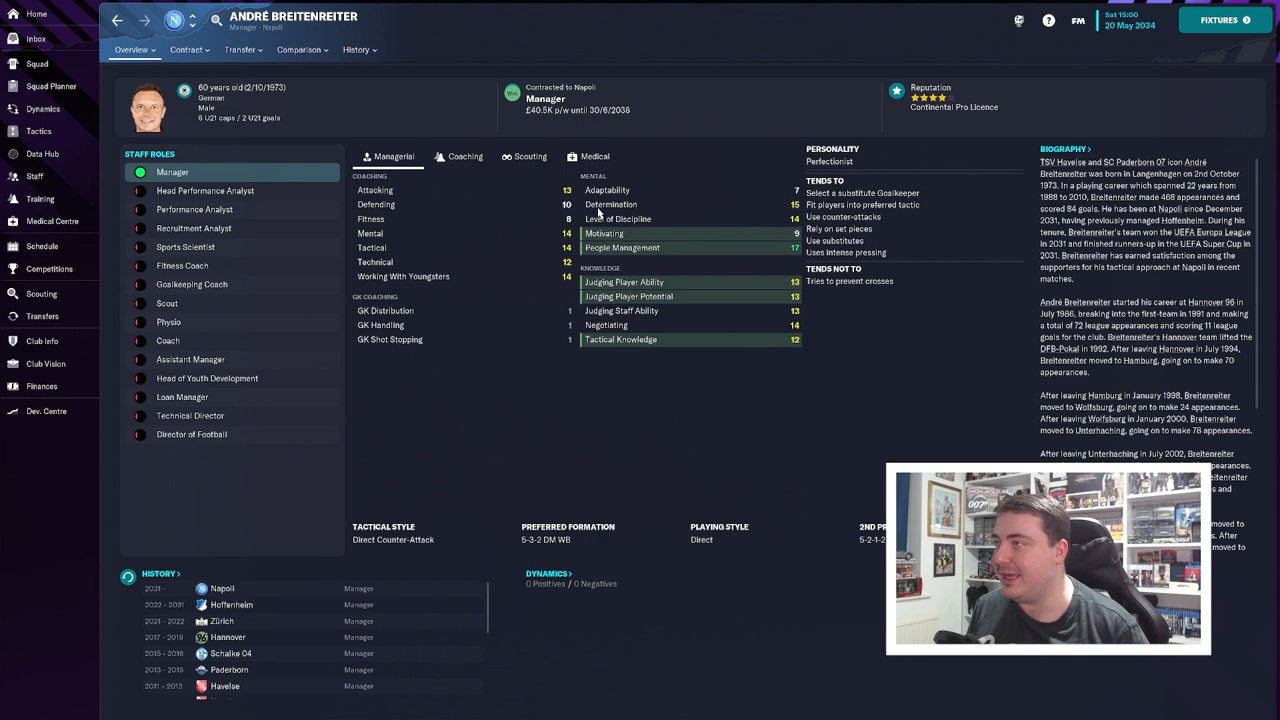 ANDRÉ BREITENREITER
Manager - Napoli
FM
Sat 15:00
20 May 2034
FIXTURES
Home
Inbox
Squad
Squad Planner
Dynamics
Tactics
Data Hub
Staff
Training
Medical Centre
Schedule
Competitions
Scouting
Transfers
Club Info
Club Vision
Finances
Dev. Centre
Overview
Contract
Transfer
Comparison
History
60 years old (2/10/1973)
German
Male
6 U21 caps / 2 U21 goals
Contracted to Napoli
Manager
£40.5K p/w until 30/6/2038
Reputation
Continental Pro Licence
STAFF ROLES
Manager
Head Performance Analyst
Performance Analyst
Recruitment Analyst
Sports Scientist
Fitness Coach
Goalkeeping Coach
Scout
Physio
Coach
Assistant Manager
Head of Youth Development
Loan Manager
Technical Director
Director of Football
Managerial
Coaching
Scouting
Medical
COACHING
Attacking 13
Defending 10
Fitness 8
Mental 14
Tactical 14
Technical 12
Working With Youngsters 14
GK COACHING
GK Distribution 1
GK Handling 1
GK Shot Stopping 1
MENTAL
Adaptability 7
Determination 15
Level of Discipline 14
Motivating 9
People Management 17
KNOWLEDGE
Judging Player Ability 13
Judging Player Potential 13
Judging Staff Ability 13
Negotiating 14
Tactical Knowledge 12
PERSONALITY
Perfectionist
TENDS TO
Select a substitute Goalkeeper
Fit players into preferred tactic
Use counter-attacks
Rely on set pieces
Use substitutes
Uses intense pressing
TENDS NOT TO
Tries to prevent crosses
BIOGRAPHY >
TSV Havelse and SC Paderborn 07 icon André
Breitenreiter was born in Langenhagen on 2nd October
1973. In a playing career which spanned 22 years from
1988 to 2010, Breitenreiter made 468 appearances and
scored 84 goals. He has been at Napoli since December
2031, having previously managed Hoffenheim. During his
tenure, Breitenreiter's team won the UEFA Europa League
in 2031 and finished runners-up in the UEFA Super Cup in
2031. Breitenreiter has earned satisfaction among the
supporters for his tactical approach at Napoli in recent
matches.
André Breitenreiter started his career at Hannover 96 in
July 1986, breaking into the first-team in 1991 and making
a total of 72 league appearances and scoring 11 league
goals for the club. Breitenreiter's Hannover team lifted the
DFB-Pokal in 1992. After leaving Hannover in July 1994,
Breitenreiter moved to Hamburg, going on to make 70
appearances.
After leaving Hamburg in January 1998, Breitenreiter
moved to Wolfsburg, going on to make 24 appearances.
After leaving Wolfsburg in January 2000, Breitenreiter
moved to Unterhaching, going on to make 78 appearances.
After leaving Unterhaching in July 2002, Breitenreiter
TACTICAL STYLE
Direct Counter-Attack
PREFERRED FORMATION
5-3-2 DM WB
PLAYING STYLE
Direct
2ND PR
5-2-1-2
HISTORY >
2031 - Napoli Manager
2022 - 2031 Hoffenheim Manager
2021 - 2022 Zürich Manager
2017 - 2019 Hannover Manager
2015 - 2016 Schalke 04 Manager
2013 - 2015 Paderborn Manager
2011 - 2013 Havelse Manager
DYNAMICS >
0 Positives / 0 Negatives
007